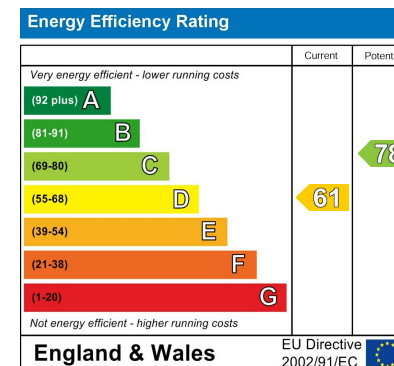 Energy Efficiency Rating
Current Potent
Very energy efficient - lower running costs
(92 plus) A
(81-91) B
(69-80) C
78
(55-68) D
61
(39-54) E
(21-38) F
(1-20) G
Not energy efficient - higher running costs
England & Wales
EU Directive
2002/91/EC